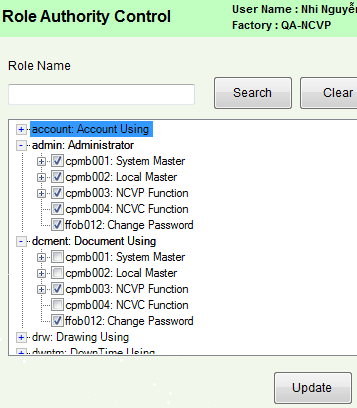 Role Authority Control
User Name : Nhi Nguyễ
Factory : QA-NCVP
Role Name
Search
Clear
account: Account Using
admin: Administrator
cpmb001: System Master
cpmb002: Local Master
cpmb003: NCVP Function
cpmb004: NCVC Function
ffob012: Change Password
dcment: Document Using
cpmb001: System Master
cpmb002: Local Master
cpmb003: NCVP Function
cpmb004: NCVC Function
ffob012: Change Password
drw: Drawing Using
dwntm: DownTime Using
Update